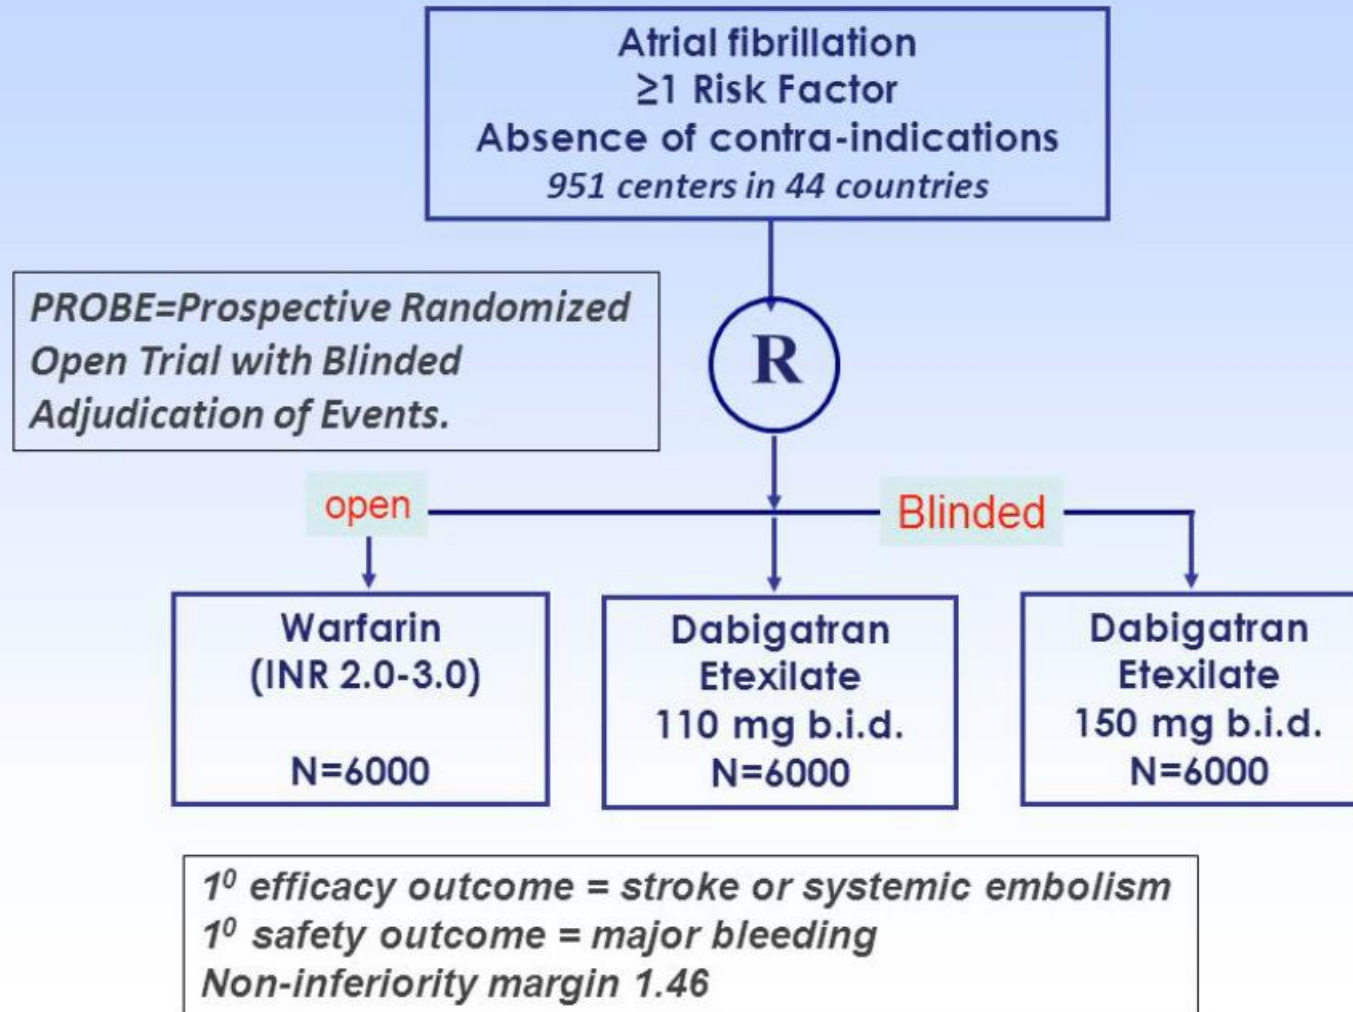 Atrial fibrillation
≥1 Risk Factor
Absence of contra-indications
951 centers in 44 countries
PROBE=Prospective Randomized
Open Trial with Blinded
Adjudication of Events.
R
open
Blinded
Warfarin
(INR 2.0-3.0)
N=6000
Dabigatran
Etexilate
110 mg b.i.d.
N=6000
Dabigatran
Etexilate
150 mg b.i.d.
N=6000
1⁰ efficacy outcome = stroke or systemic embolism
1⁰ safety outcome = major bleeding
Non-inferiority margin 1.46